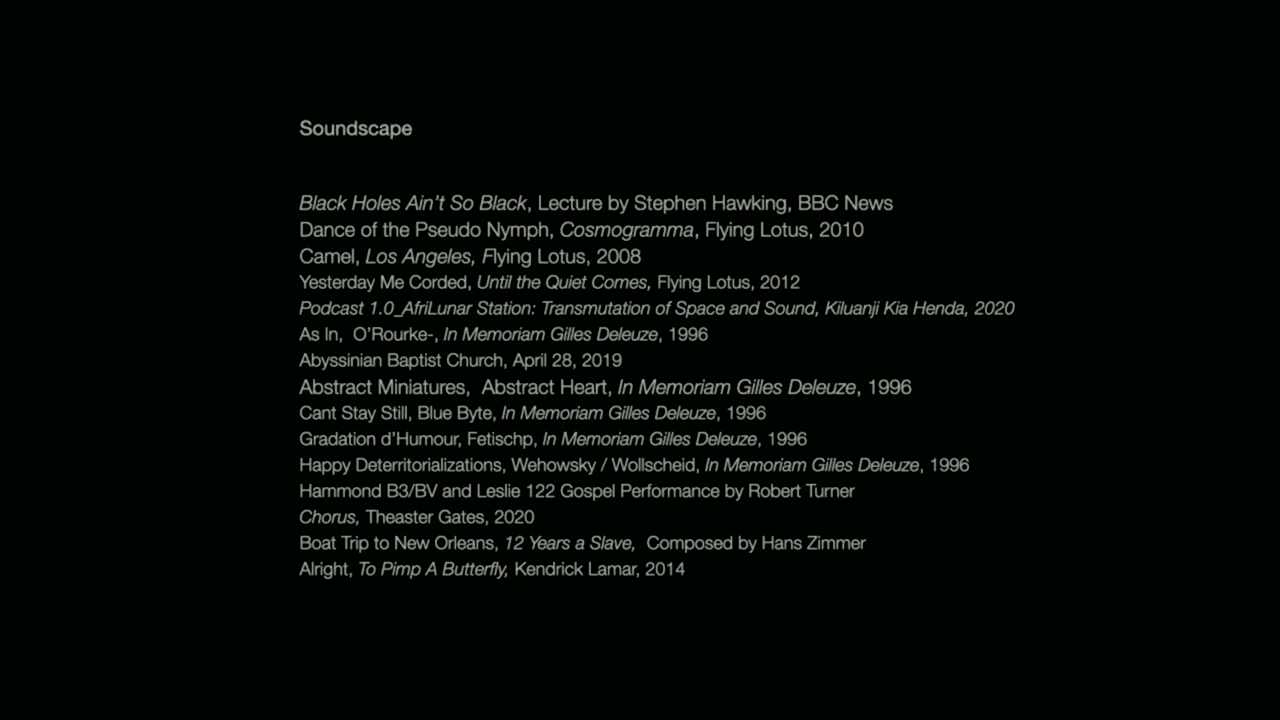 Soundscape
Black Holes Ain't So Black, Lecture by Stephen Hawking, BBC News
Dance of the Pseudo Nymph, Cosmogramma, Flying Lotus, 2010
Camel, Los Angeles, Flying Lotus, 2008
Yesterday Me Corded, Until the Quiet Comes, Flying Lotus, 2012
Podcast 1.0_AfriLunar Station: Transmutation of Space and Sound, Kiluanji Kia Henda, 2020
As In,  O'Rourke-, In Memoriam Gilles Deleuze, 1996
Abyssinian Baptist Church, April 28, 2019
Abstract Miniatures,  Abstract Heart, In Memoriam Gilles Deleuze, 1996
Cant Stay Still, Blue Byte, In Memoriam Gilles Deleuze, 1996
Gradation d'Humour, Fetischp, In Memoriam Gilles Deleuze, 1996
Happy Deterritorializations, Wehowsky / Wollscheid, In Memoriam Gilles Deleuze, 1996
Hammond B3/BV and Leslie 122 Gospel Performance by Robert Turner
Chorus, Theaster Gates, 2020
Boat Trip to New Orleans, 12 Years a Slave,  Composed by Hans Zimmer
Alright, To Pimp A Butterfly, Kendrick Lamar, 2014